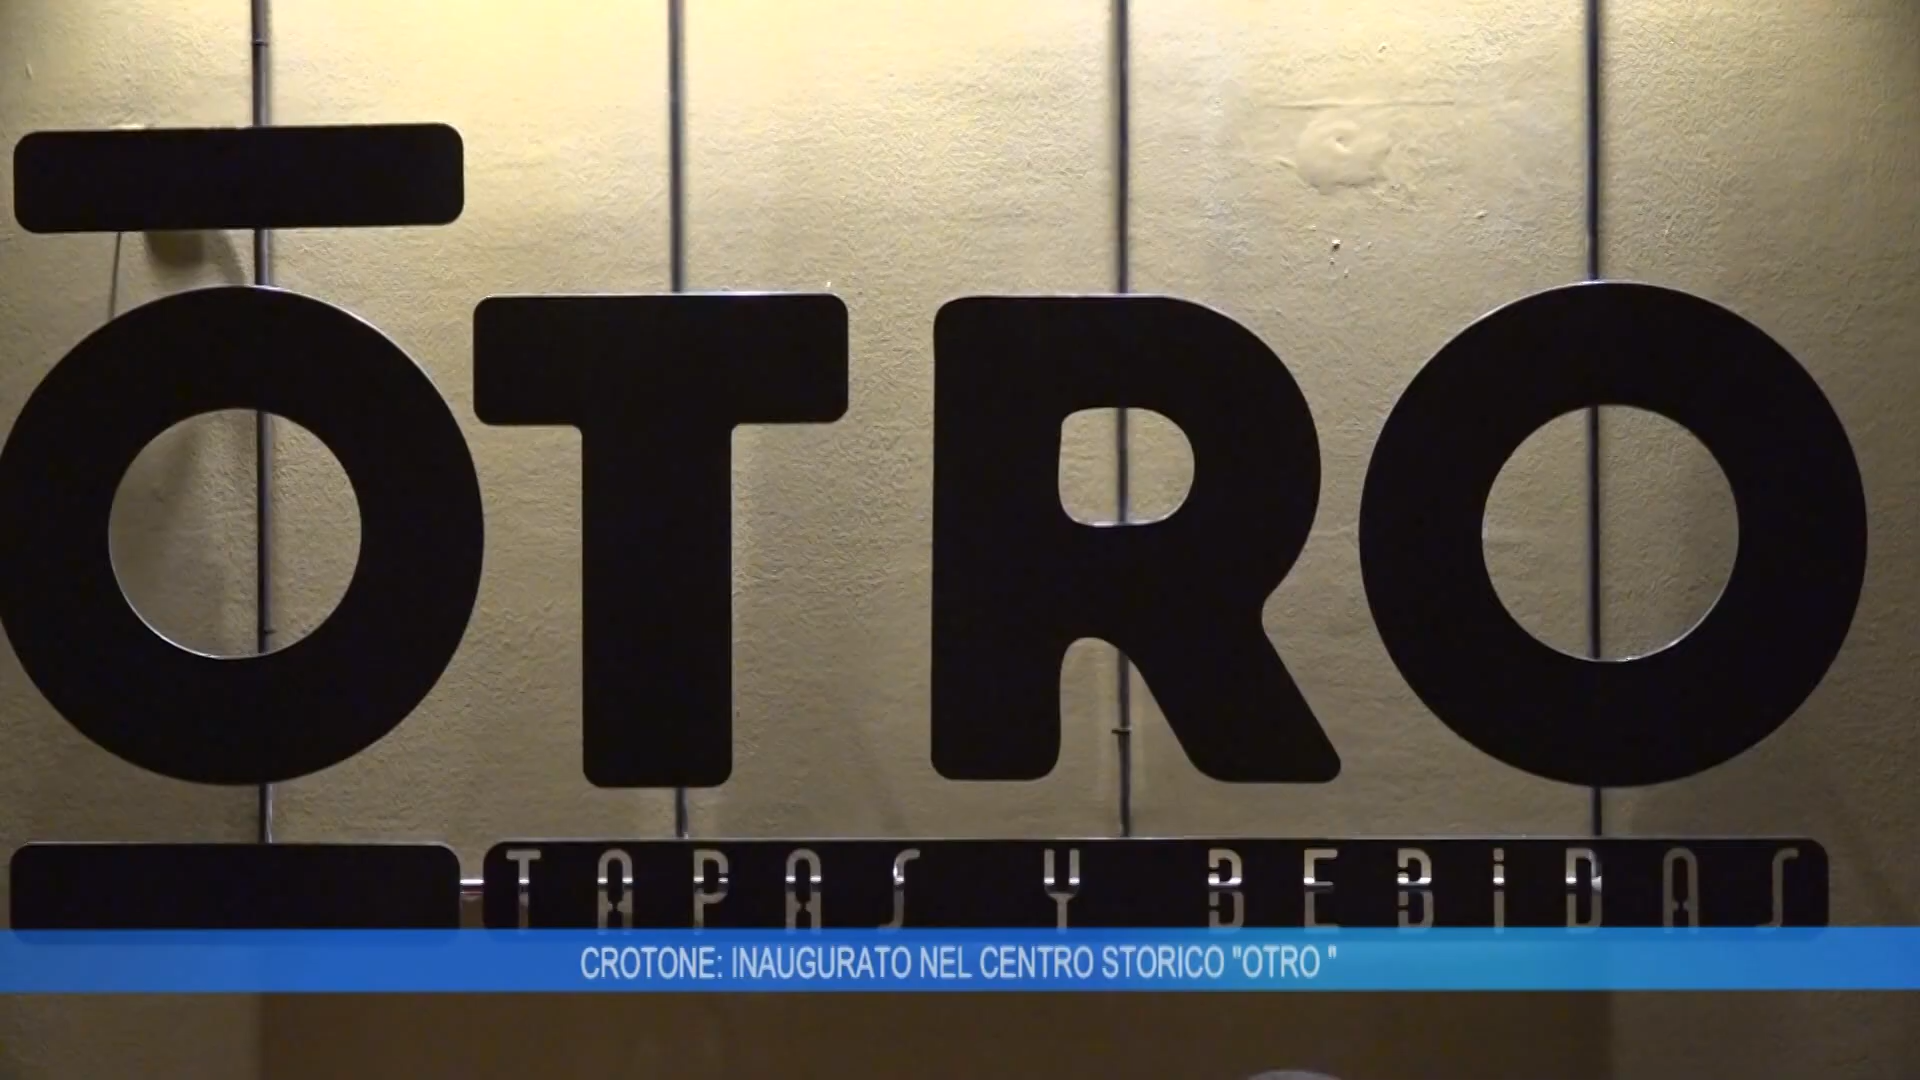 ŌTRO
TAPAS Y BEBiDAS
CROTONE: INAUGURATO NEL CENTRO STORICO "OTRO "